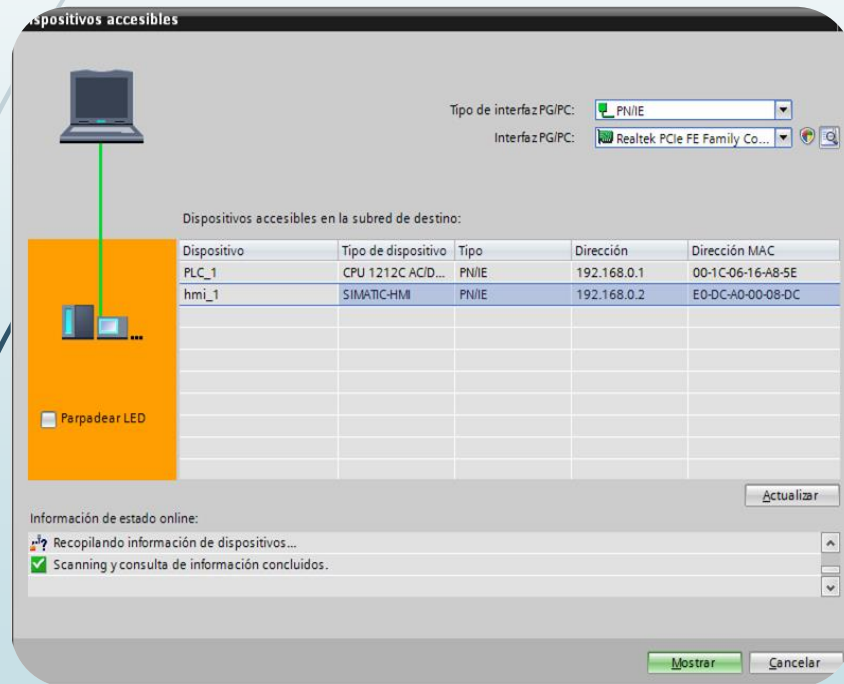 Dispositivos accesibles
Tipo de interfaz PG/PC: PN/IE
Interfaz PG/PC: Realtek PCIe FE Family Co...
Dispositivos accesibles en la subred de destino:
Dispositivo Tipo de dispositivo Tipo Dirección Dirección MAC
PLC_1 CPU 1212C AC/D... PN/IE 192.168.0.1 00-1C-06-16-A8-5E
hmi_1 SIMATIC-HMI PN/IE 192.168.0.2 E0-DC-A0-00-08-DC
Parpadear LED
Actualizar
Información de estado online:
Recopilando información de dispositivos...
Scanning y consulta de información concluidos.
Mostrar Cancelar